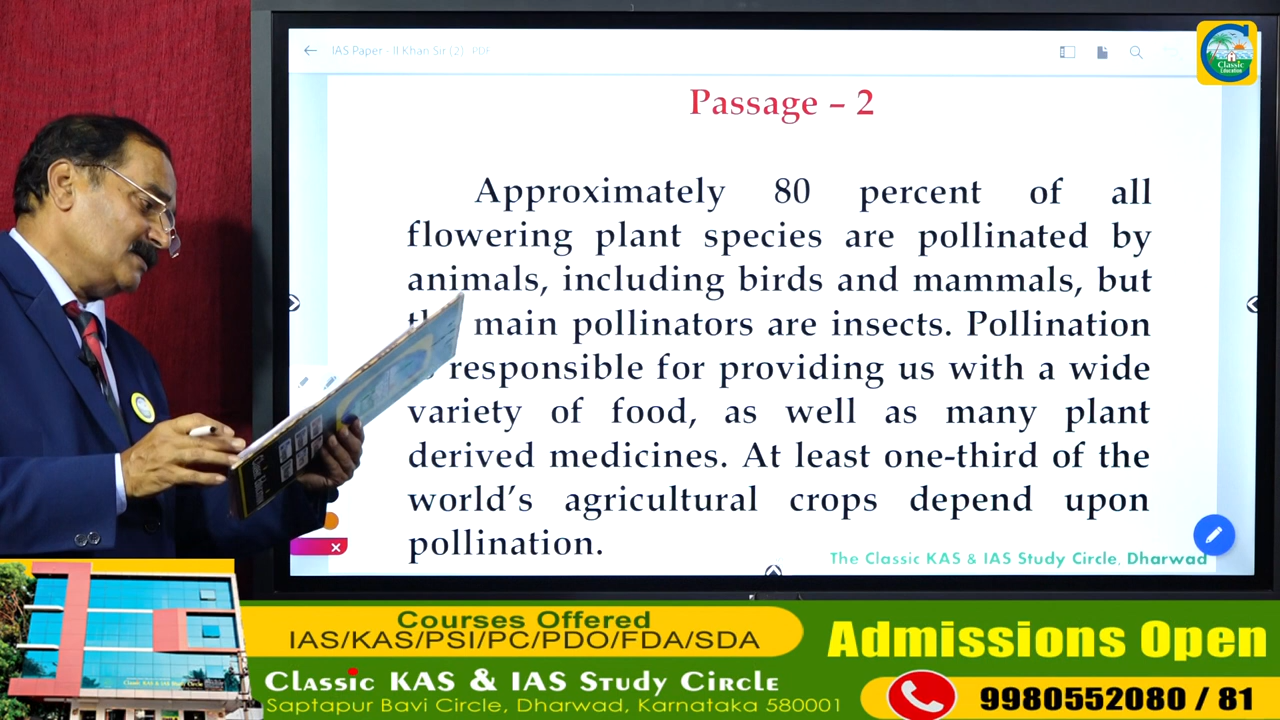 IAS Paper - II Khan Sir (2) PDF
Classic
Education
Passage – 2
Approximately 80 percent of all
flowering plant species are pollinated by
animals, including birds and mammals, but
main pollinators are insects. Pollination
responsible for providing us with a wide
variety of food, as well as many plant
derived medicines. At least one-third of the
world's agricultural crops depend upon
pollination.
The Classic KAS & IAS Study Circle, Dharwad
Courses Offered
IAS/KAS/PSI/PC/PDO/FDA/SDA
Classic KAS & IAS Study Circle
Saptapur Bavi Circle, Dharwad, Karnataka 580001
Admissions Open
9980552080 / 81